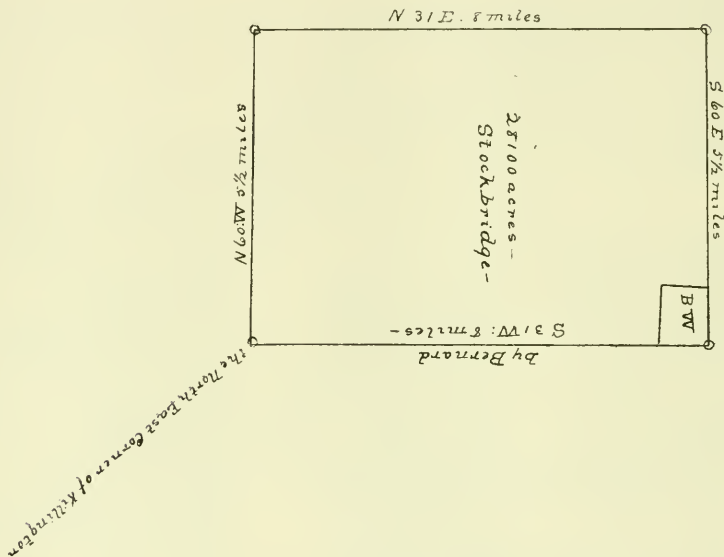 N 31 E. 8 miles
S 60 E 5½ miles
28100 acres -
Stockbridge -
BW
S 31 W: 8 miles -
by Bernard
N 60: W 5½ miles
the North East Corner of Killington